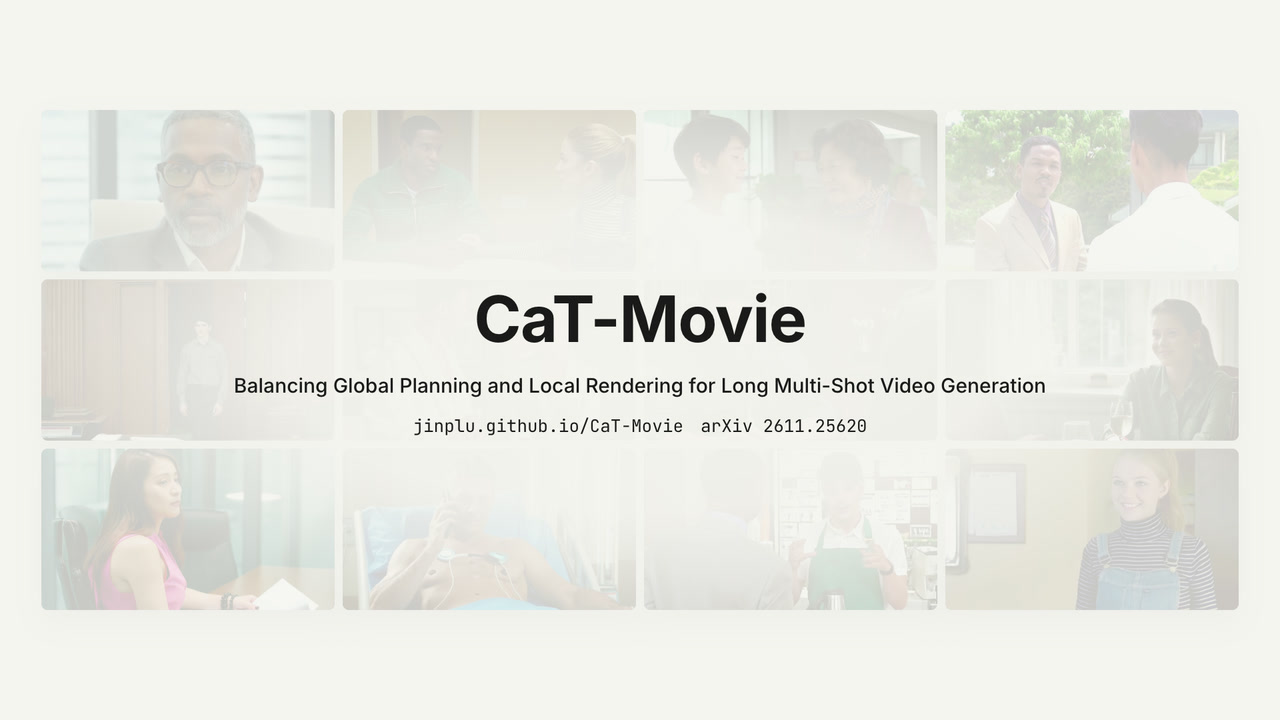 CaT-Movie
Balancing Global Planning and Local Rendering for Long Multi-Shot Video Generation
jinplu.github.io/CaT-Movie arXiv 2611.25620